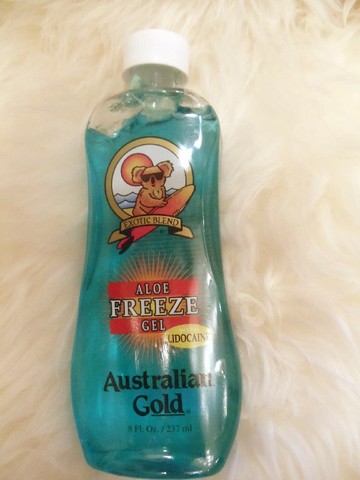 EXOTIC BLEND
ALOE
FREEZE
GEL
LIDOCAINE
Australian
Gold
8 Fl. Oz. / 237 ml